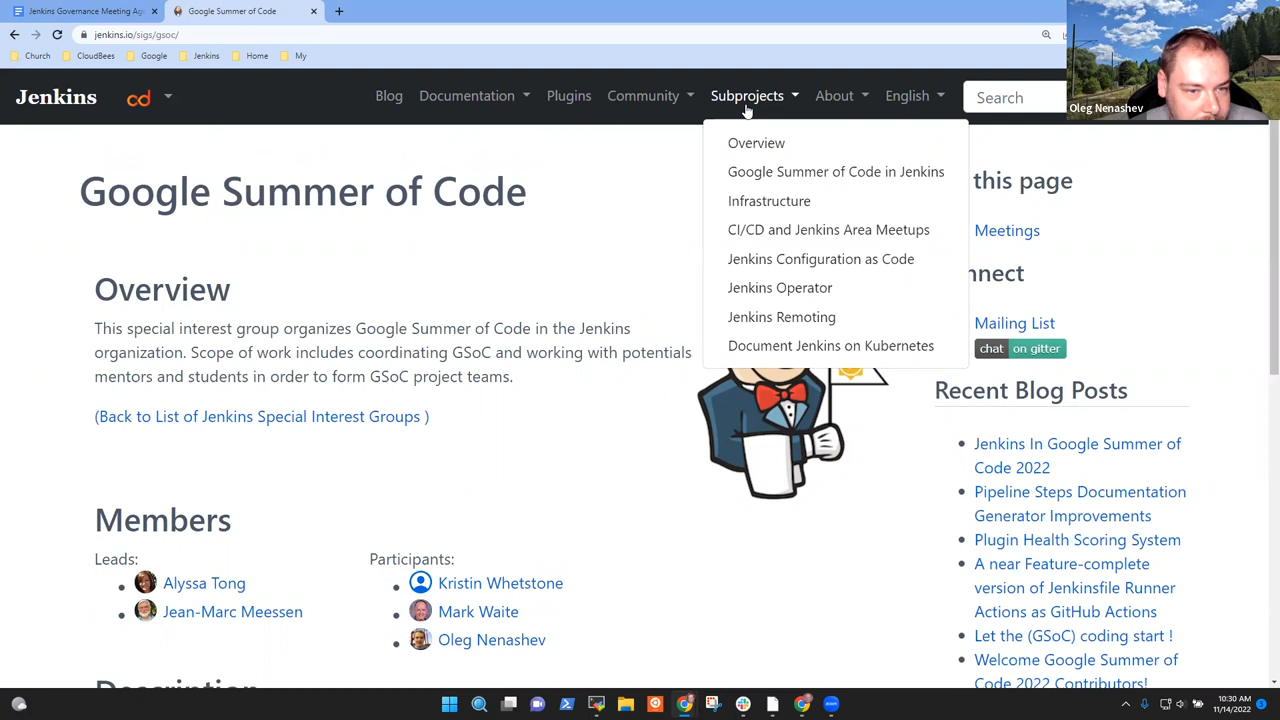 Jenkins Governance Meeting Ag
Google Summer of Code
jenkins.io/sigs/gsoc/
Church
CloudBees
Google
Jenkins
Home
My
Jenkins
cd
Blog
Documentation
Plugins
Community
Subprojects
About
English
Search
Oleg Nenashev
Overview
Google Summer of Code in Jenkins
Infrastructure
CI/CD and Jenkins Area Meetups
Jenkins Configuration as Code
Jenkins Operator
Jenkins Remoting
Document Jenkins on Kubernetes
Google Summer of Code
Overview
This special interest group organizes Google Summer of Code in the Jenkins
organization. Scope of work includes coordinating GSoC and working with potentials
mentors and students in order to form GSoC project teams.
(Back to List of Jenkins Special Interest Groups )
Members
Leads:
Alyssa Tong
Jean-Marc Meessen
Participants:
Kristin Whetstone
Mark Waite
Oleg Nenashev
this page
Meetings
nnect
Mailing List
chat on gitter
Recent Blog Posts
Jenkins In Google Summer of
Code 2022
Pipeline Steps Documentation
Generator Improvements
Plugin Health Scoring System
A near Feature-complete
version of Jenkinsfile Runner
Actions as GitHub Actions
Let the (GSoC) coding start !
Welcome Google Summer of
Code 2022 Contributors!
Description
10:30 AM
11/14/2022